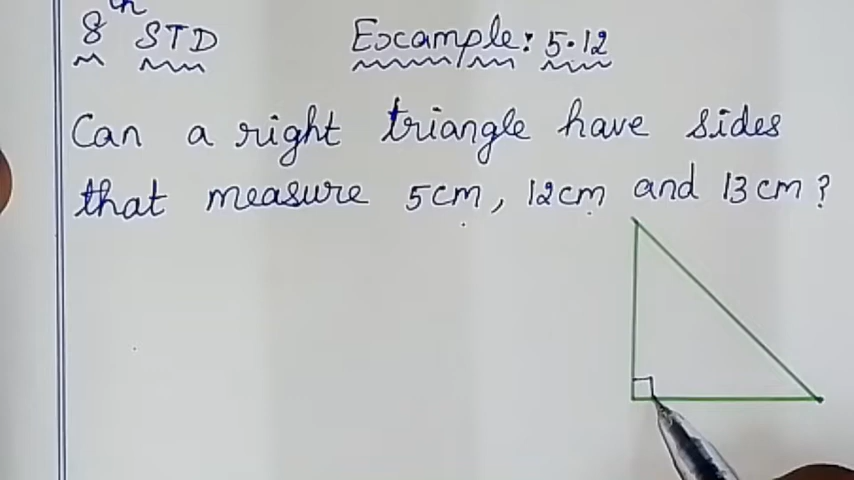 8th STD Example: 5.12
Can a right triangle have sides
that measure 5cm, 12cm and 13cm?